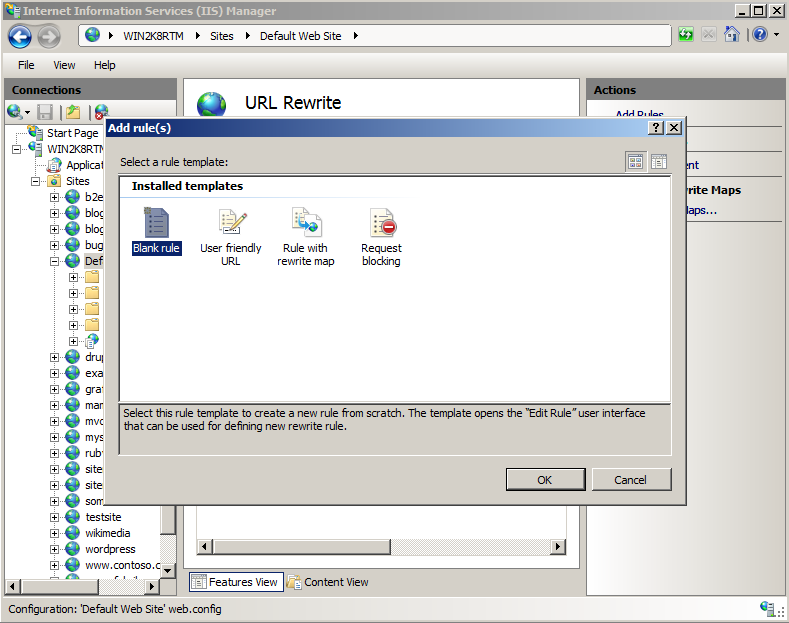 Internet Information Services (IIS) Manager
WIN2K8RTM
Sites
Default Web Site
File View Help
Connections
Start Page
WIN2K8RTM
Applicat
Sites
b2e
blog
blog
bug
Def
drup
exa
gra
man
mvc
mys
ruby
site
site
som
testsite
wikimedia
wordpress
www.contoso.c
URL Rewrite
Actions
Add Rules
ent
rite Maps
aps...
Add rule(s)
Select a rule template:
Installed templates
Blank rule
User friendly
URL
Rule with
rewrite map
Request
blocking
Select this rule template to create a new rule from scratch. The template opens the "Edit Rule" user interface
that can be used for defining new rewrite rule.
OK Cancel
Features View Content View
Configuration: 'Default Web Site' web.config